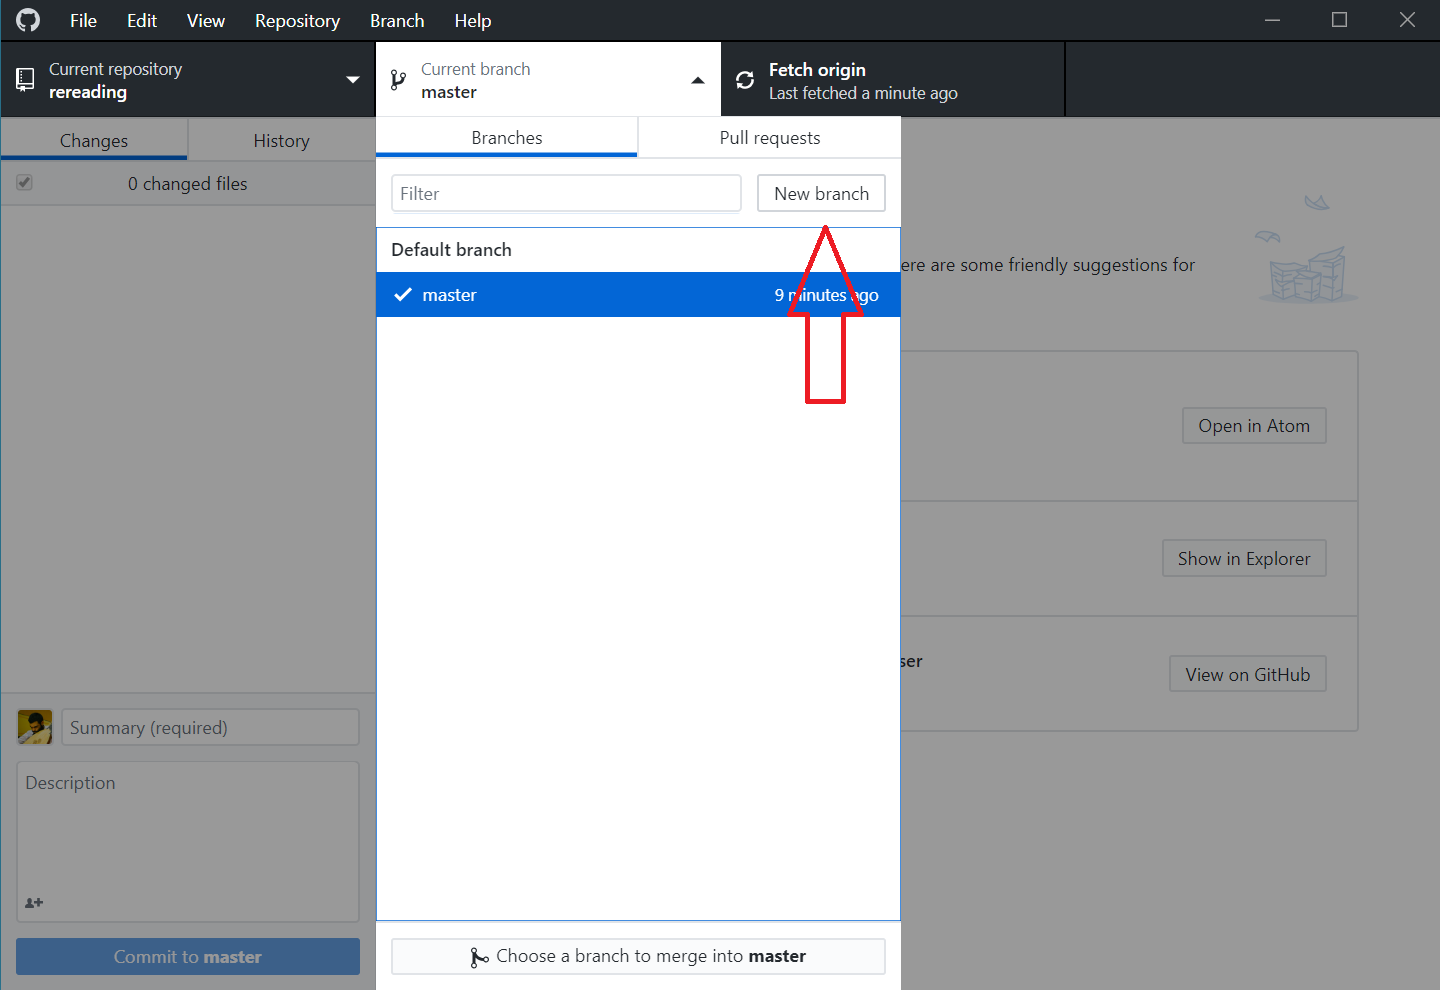 File Edit View Repository Branch Help
Current repository
rereading
Current branch
master
Fetch origin
Last fetched a minute ago
Changes
History
Branches
Pull requests
0 changed files
Filter
New branch
Default branch
master
9 minutes ago
ere are some friendly suggestions for
Open in Atom
Show in Explorer
ser
View on GitHub
Summary (required)
Description
Commit to master
Choose a branch to merge into master